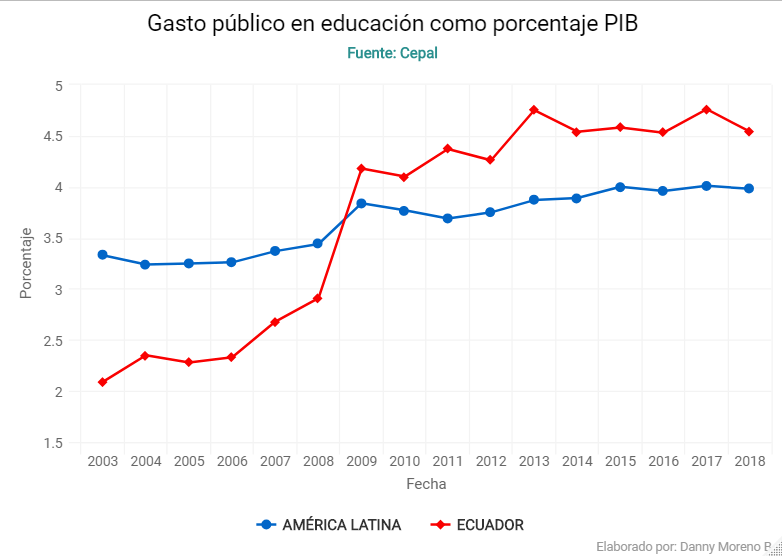 Gasto público en educación como porcentaje PIB
Fuente: Cepal
5
4.5
4
3.5
3
2.5
2
1.5
Porcentaje
2003 2004 2005 2006 2007 2008 2009 2010 2011 2012 2013 2014 2015 2016 2017 2018
Fecha
AMÉRICA LATINA ECUADOR
Elaborado por: Danny Moreno P.